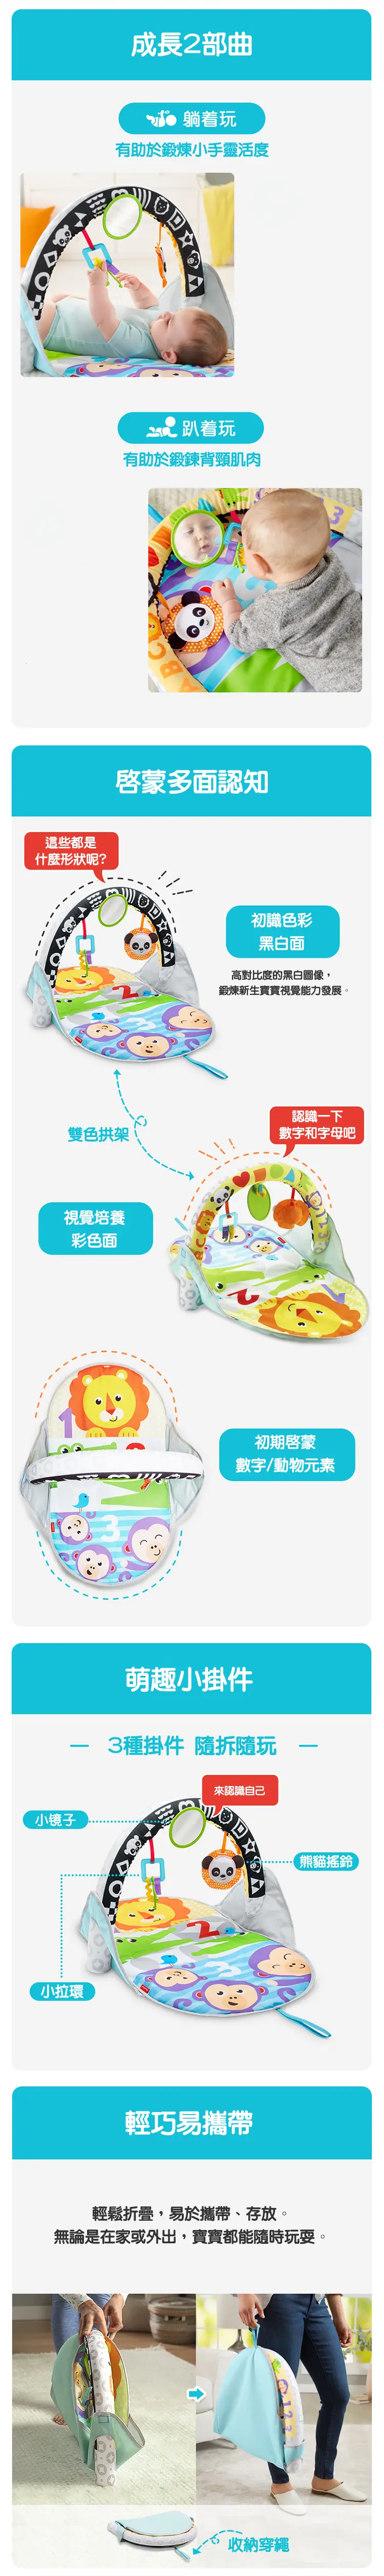 成長2部曲
躺着玩
有助於鍛煉小手靈活度
趴着玩
有助於鍛鍊背頸肌肉
啓蒙多面認知
這些都是
什麼形狀呢?
初識色彩
黑白面
高對比度的黑白圖像，
鍛煉新生寶寶視覺能力發展。
雙色拱架
認識一下
數字和字母吧
視覺培養
彩色面
初期啓蒙
數字/動物元素
萌趣小掛件
3種掛件 隨拆隨玩
來認識自己
小镜子
熊貓搖鈴
小拉環
輕巧易攜帶
輕鬆折疊，易於攜帶、存放。
無論是在家或外出，寶寶都能隨時玩耍。
收納穿繩